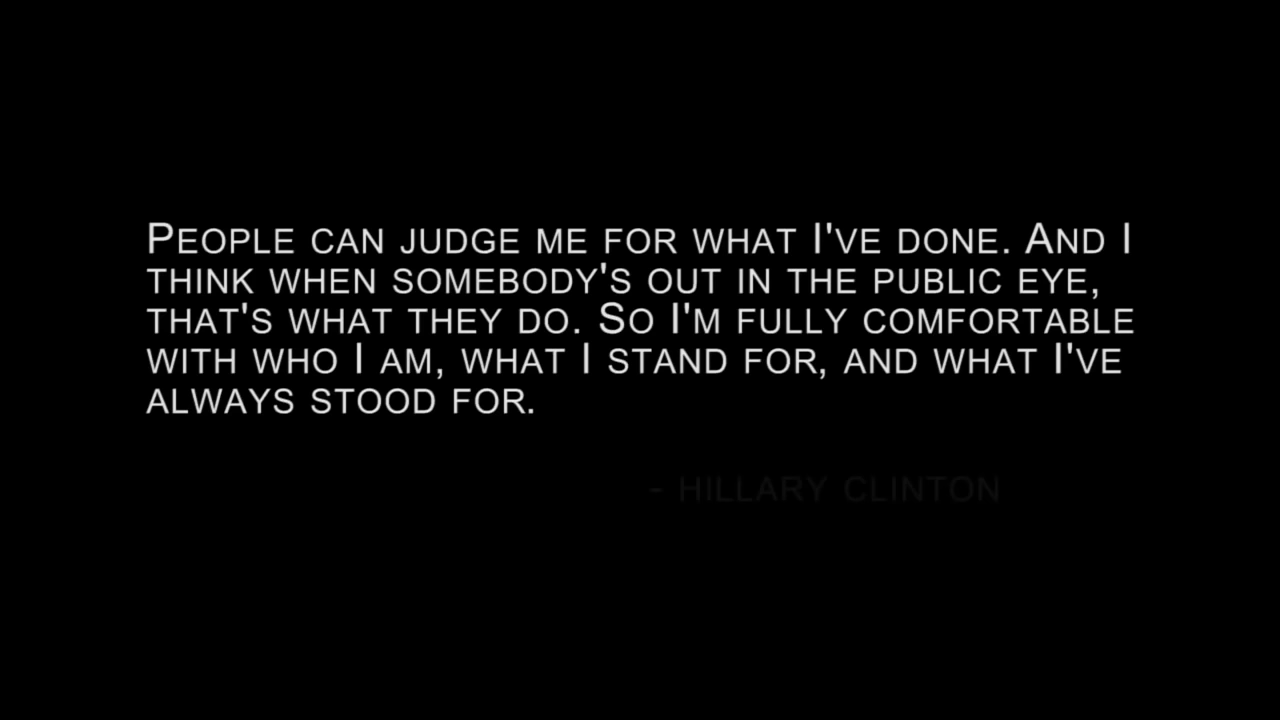 People can judge me for what I've done. And I
think when somebody's out in the public eye,
that's what they do. So I'm fully comfortable
with who I am, what I stand for, and what I've
always stood for.
- Hillary Clinton